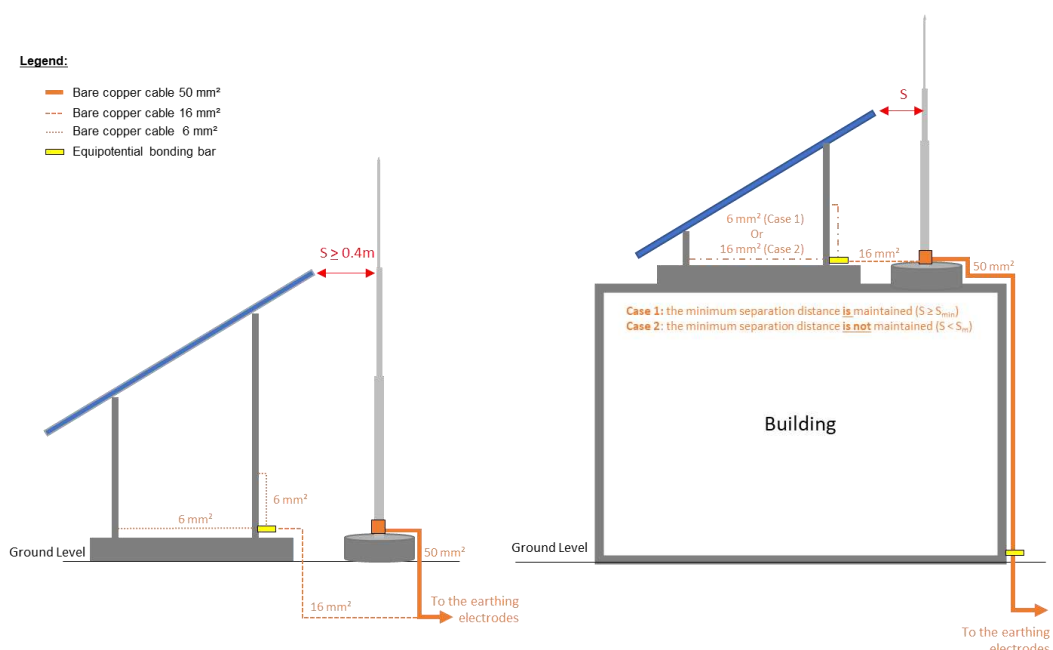 Legend:
Bare copper cable 50 mm²
Bare copper cable 16 mm²
Bare copper cable 6 mm²
Equipotential bonding bar
S ≥ 0.4m
6 mm²
6 mm²
Ground Level
50 mm²
16 mm²
To the earthing
electrodes
S
6 mm² (Case 1)
Or
16 mm² (Case 2)
16 mm²
50 mm²
Case 1: the minimum separation distance is maintained (S ≥ Smin)
Case 2: the minimum separation distance is not maintained (S < Sm)
Building
Ground Level
To the earthing
electrodes